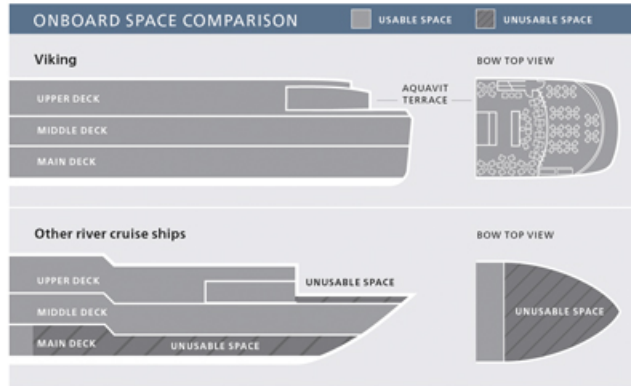 ONBOARD SPACE COMPARISON
USABLE SPACE
UNUSABLE SPACE
Viking
BOW TOP VIEW
UPPER DECK
AQUAVIT
TERRACE
MIDDLE DECK
MAIN DECK
Other river cruise ships
BOW TOP VIEW
UPPER DECK
UNUSABLE SPACE
MIDDLE DECK
UNUSABLE SPACE
MAIN DECK
UNUSABLE SPACE